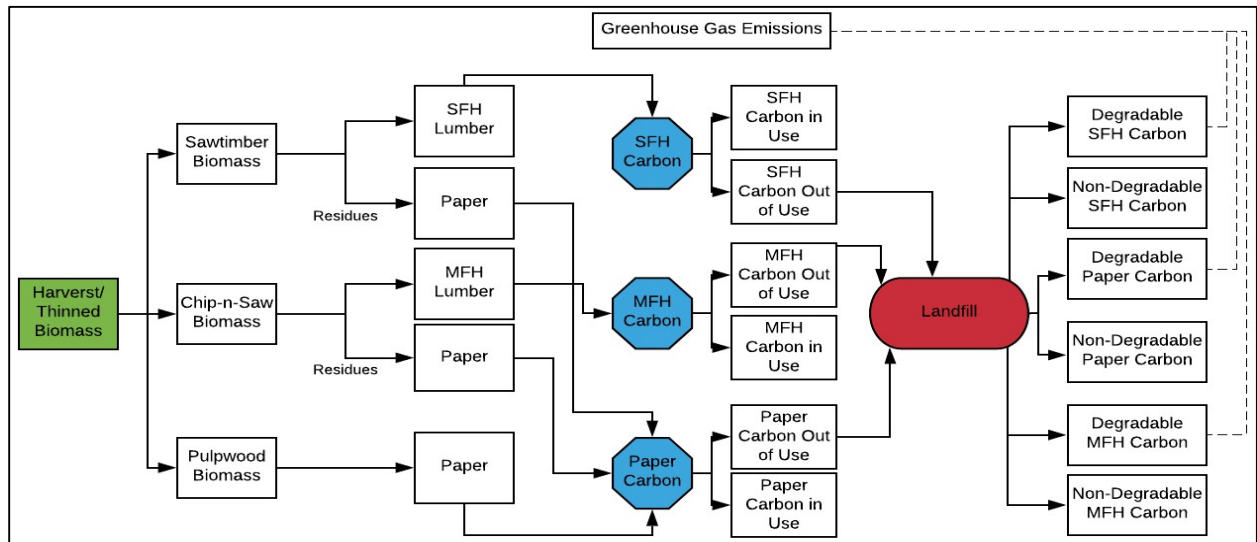 Greenhouse Gas Emissions
Harverst/
Thinned
Biomass
Sawtimber
Biomass
Chip-n-Saw
Biomass
Pulpwood
Biomass
Residues
Residues
SFH
Lumber
Paper
MFH
Lumber
Paper
Paper
SFH
Carbon
MFH
Carbon
Paper
Carbon
SFH
Carbon in
Use
SFH
Carbon Out
of Use
MFH
Carbon Out
of Use
MFH
Carbon in
Use
Paper
Carbon Out
of Use
Paper
Carbon in
Use
Landfill
Degradable
SFH Carbon
Non-Degradable
SFH Carbon
Degradable
Paper Carbon
Non-Degradable
Paper Carbon
Degradable
MFH Carbon
Non-Degradable
MFH Carbon